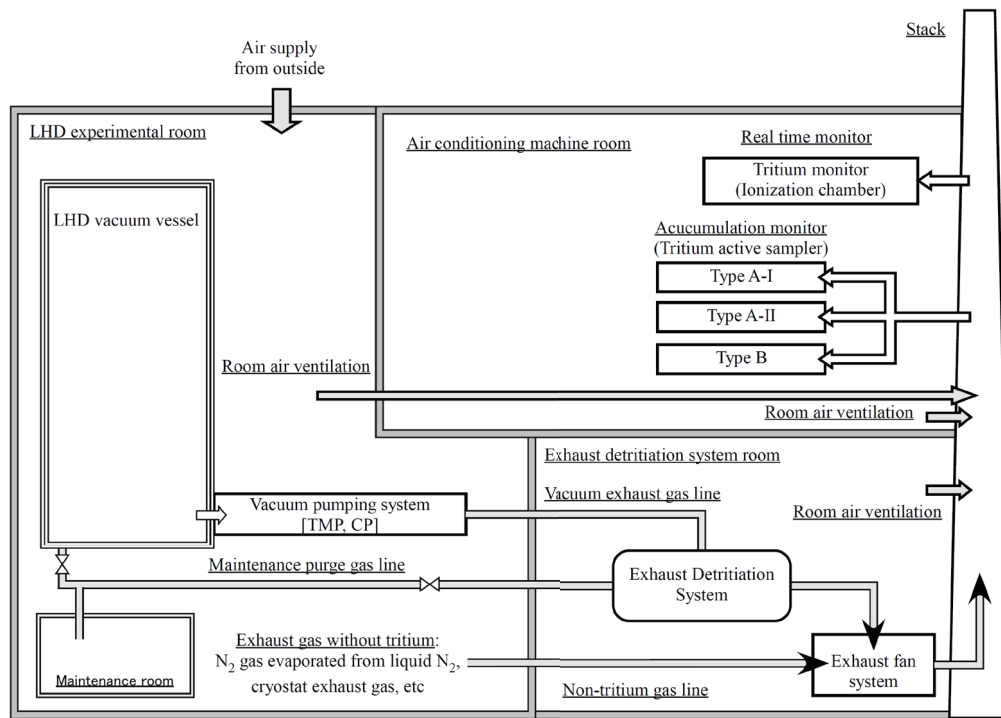 Stack
Air supply
from outside
LHD experimental room
Air conditioning machine room
Real time monitor
Tritium monitor
(Ionization chamber)
LHD vacuum vessel
Acucumulation monitor
(Tritium active sampler)
Type A-I
Type A-II
Type B
Room air ventilation
Room air ventilation
Exhaust detritiation system room
Vacuum exhaust gas line
Room air ventilation
Vacuum pumping system
[TMP, CP]
Maintenance purge gas line
Exhaust Detritiation
System
Exhaust gas without tritium:
N₂ gas evaporated from liquid N₂,
cryostat exhaust gas, etc
Exhaust fan
system
Maintenance room
Non-tritium gas line